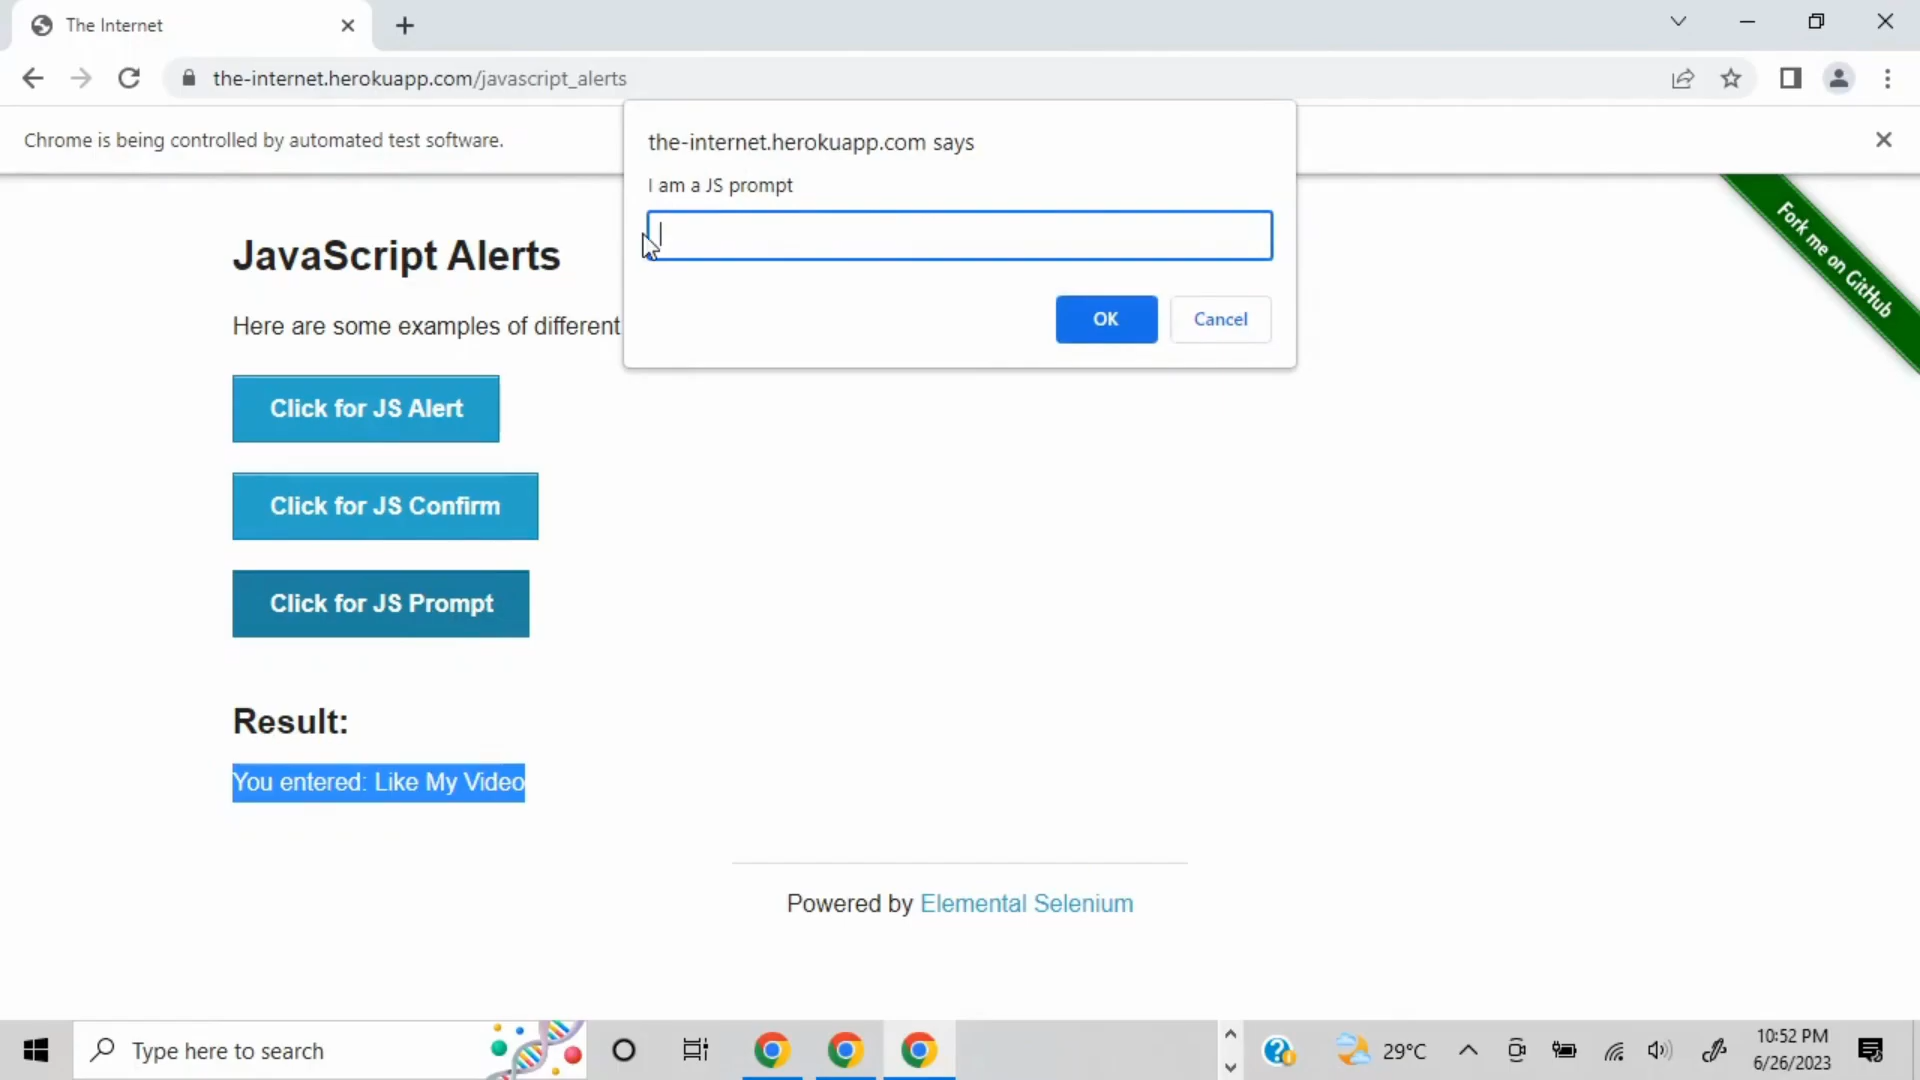 The Internet
the-internet.herokuapp.com/javascript_alerts
Chrome is being controlled by automated test software.
the-internet.herokuapp.com says
I am a JS prompt
OK
Cancel
Fork me on GitHub
JavaScript Alerts
Here are some examples of different
Click for JS Alert
Click for JS Confirm
Click for JS Prompt
Result:
You entered: Like My Video
Powered by Elemental Selenium
Type here to search
29°C
10:52 PM
6/26/2023